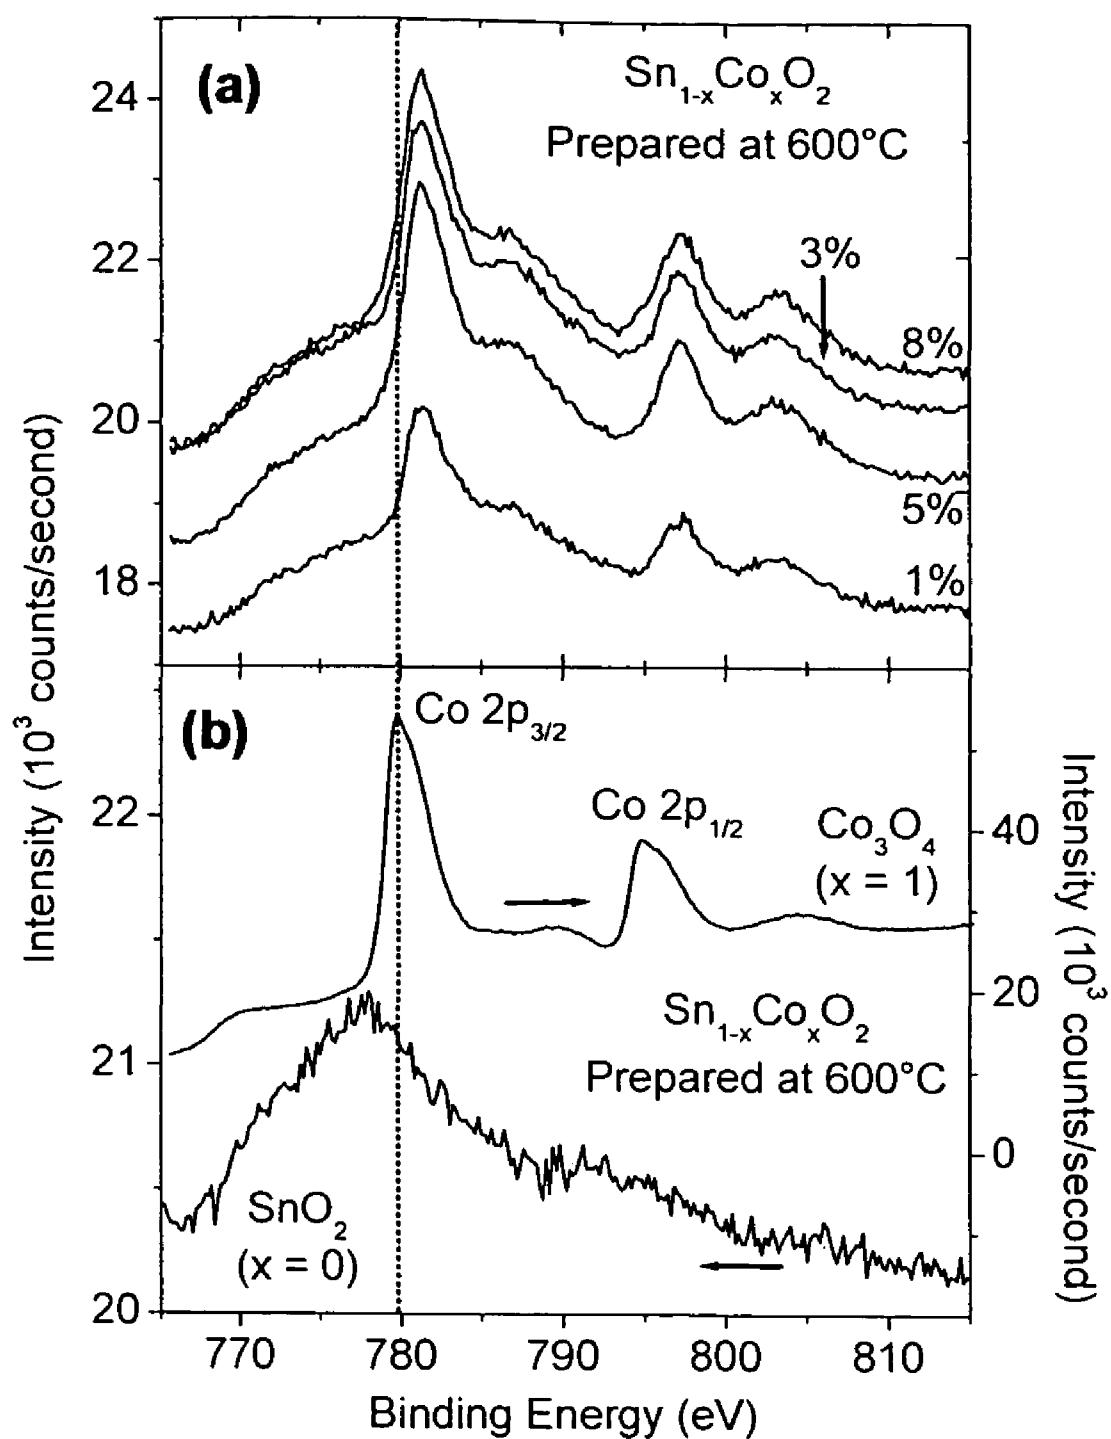 (a)
Sn1-xCoxO2
Prepared at 600°C
24
22
20
18
3%
8%
5%
1%
Intensity (10³ counts/second)
(b)
Co 2p3/2
Co 2p1/2
Co3O4
(x = 1)
Sn1-xCoxO2
Prepared at 600°C
SnO2
(x = 0)
22
21
20
40
20
0
Intensity (10³ counts/second)
770 780 790 800 810
Binding Energy (eV)